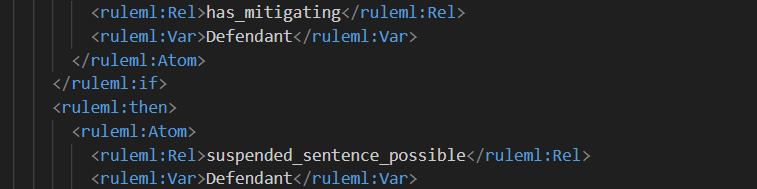 <ruleml:Rel>has_mitigating</ruleml:Rel>
<ruleml:Var>Defendant</ruleml:Var>
</ruleml:Atom>
</ruleml:if>
<ruleml:then>
<ruleml:Atom>
<ruleml:Rel>suspended_sentence_possible</ruleml:Rel>
<ruleml:Var>Defendant</ruleml:Var>